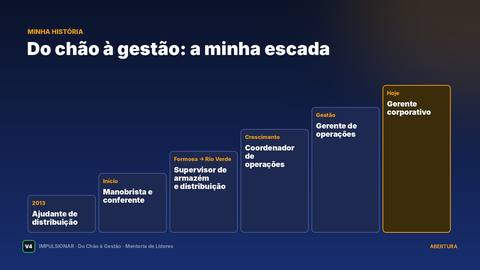 MINHA HISTÓRIA
Do chão à gestão: a minha escada
2013
Ajudante de
distribuição
Início
Manobrista e
conferente
Formosa → Rio Verde
Supervisor de
armazém
e distribuição
Crescimento
Coordenador
de
operações
Gestão
Gerente de
operações
Hoje
Gerente
corporativo
V4 IMPULSIONAR · Do Chão à Gestão · Mentoria de Líderes
ABERTURA